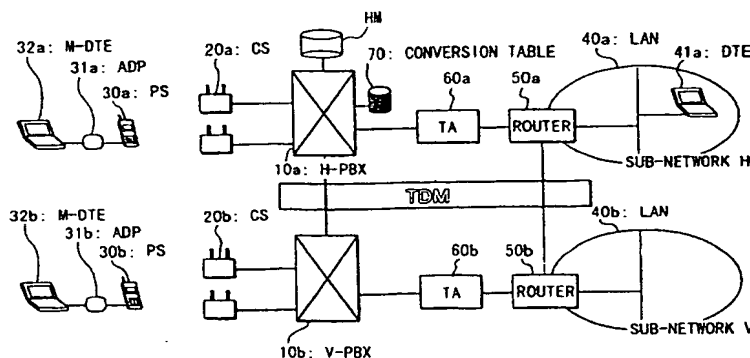 HM
32a: M-DTE
20a: CS
70: CONVERSION TABLE
40a: LAN
41a: DTE
31a: ADP
60a
50a
30a: PS
TA
ROUTER
10a: H-PBX
SUB-NETWORK H
TDM
32b: M-DTE
20b: CS
40b: LAN
31b: ADP
60b
50b
30b: PS
TA
ROUTER
10b: V-PBX
SUB-NETWORK V